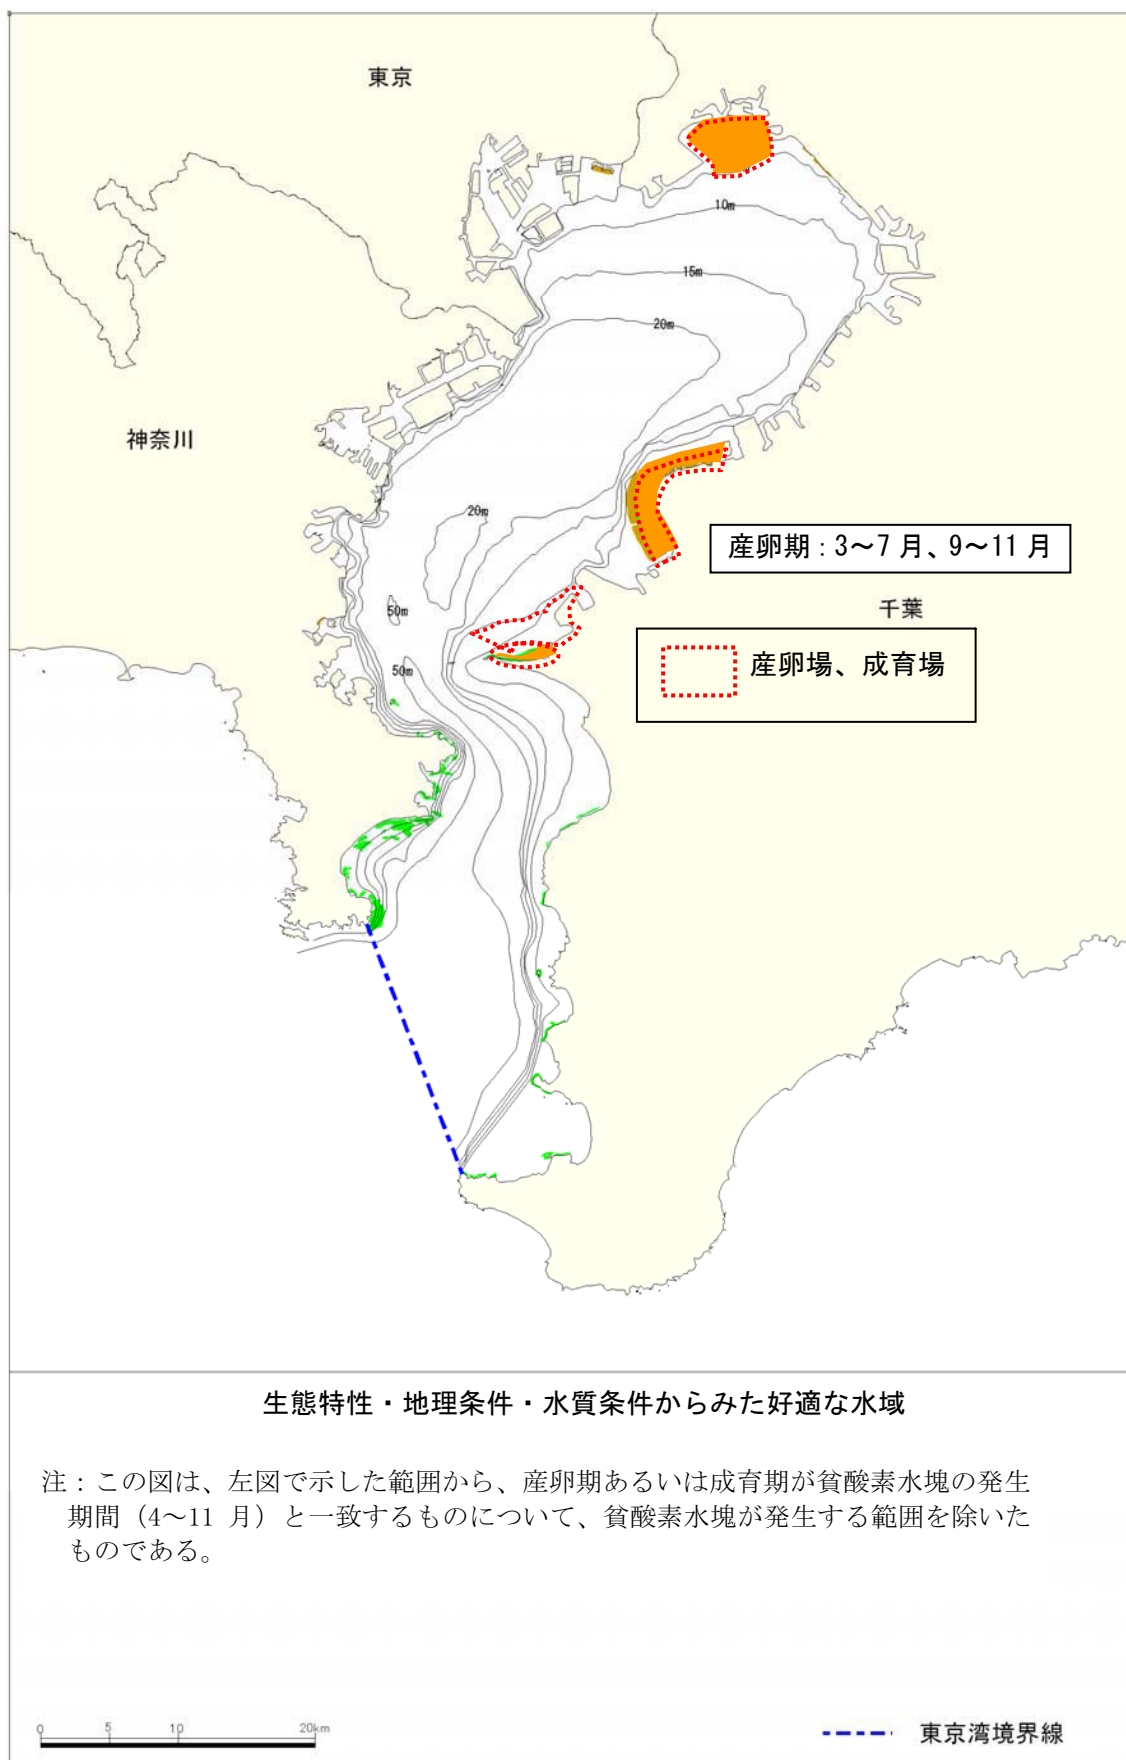 東京
10m
15m
20m
神奈川
20m
産卵期：3～7 月、9～11 月
50m
千葉
産卵場、成育場
50m
生態特性・地理条件・水質条件からみた好適な水域
注：この図は、左図で示した範囲から、産卵期あるいは成育期が貧酸素水塊の発生
期間（4～11 月）と一致するものについて、貧酸素水塊が発生する範囲を除いた
ものである。
0 5 10 20km
東京湾境界線